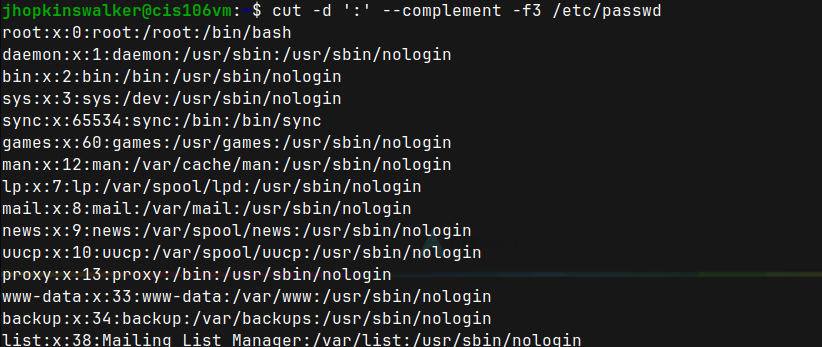 jhopkinswalker@cis106vm:~$ cut -d ':' --complement -f3 /etc/passwd
root:x:0:root:/root:/bin/bash
daemon:x:1:daemon:/usr/sbin:/usr/sbin/nologin
bin:x:2:bin:/bin:/usr/sbin/nologin
sys:x:3:sys:/dev:/usr/sbin/nologin
sync:x:65534:sync:/bin:/bin/sync
games:x:60:games:/usr/games:/usr/sbin/nologin
man:x:12:man:/var/cache/man:/usr/sbin/nologin
lp:x:7:lp:/var/spool/lpd:/usr/sbin/nologin
mail:x:8:mail:/var/mail:/usr/sbin/nologin
news:x:9:news:/var/spool/news:/usr/sbin/nologin
uucp:x:10:uucp:/var/spool/uucp:/usr/sbin/nologin
proxy:x:13:proxy:/bin:/usr/sbin/nologin
www-data:x:33:www-data:/var/www:/usr/sbin/nologin
backup:x:34:backup:/var/backups:/usr/sbin/nologin
list:x:38:Mailing List Manager:/var/list:/usr/sbin/nologin